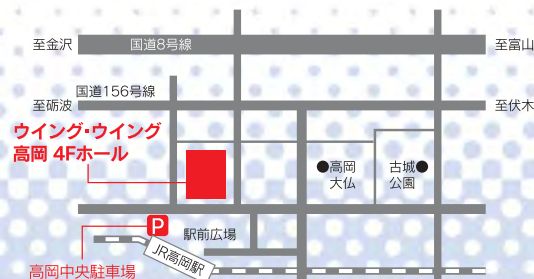 至金沢
国道8号線
至富山
国道156号線
至砺波
至伏木
ウイング・ウイング
高岡 4Fホール
●高岡
大仏
古城●
公園
P
駅前広場
JR高岡駅
高岡中央駐車場